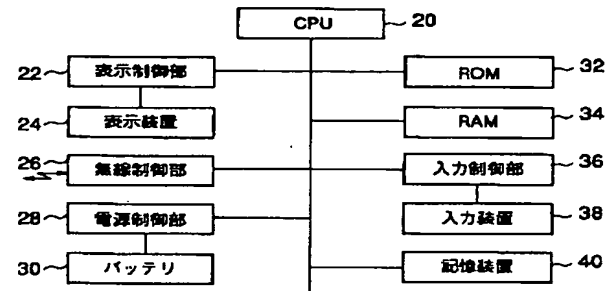 CPU 20
22 表示制御部
ROM 32
24 表示装置
RAM 34
26 無線制御部
入力制御部 36
28 電源制御部
入力装置 38
30 バッテリ
記憶装置 40